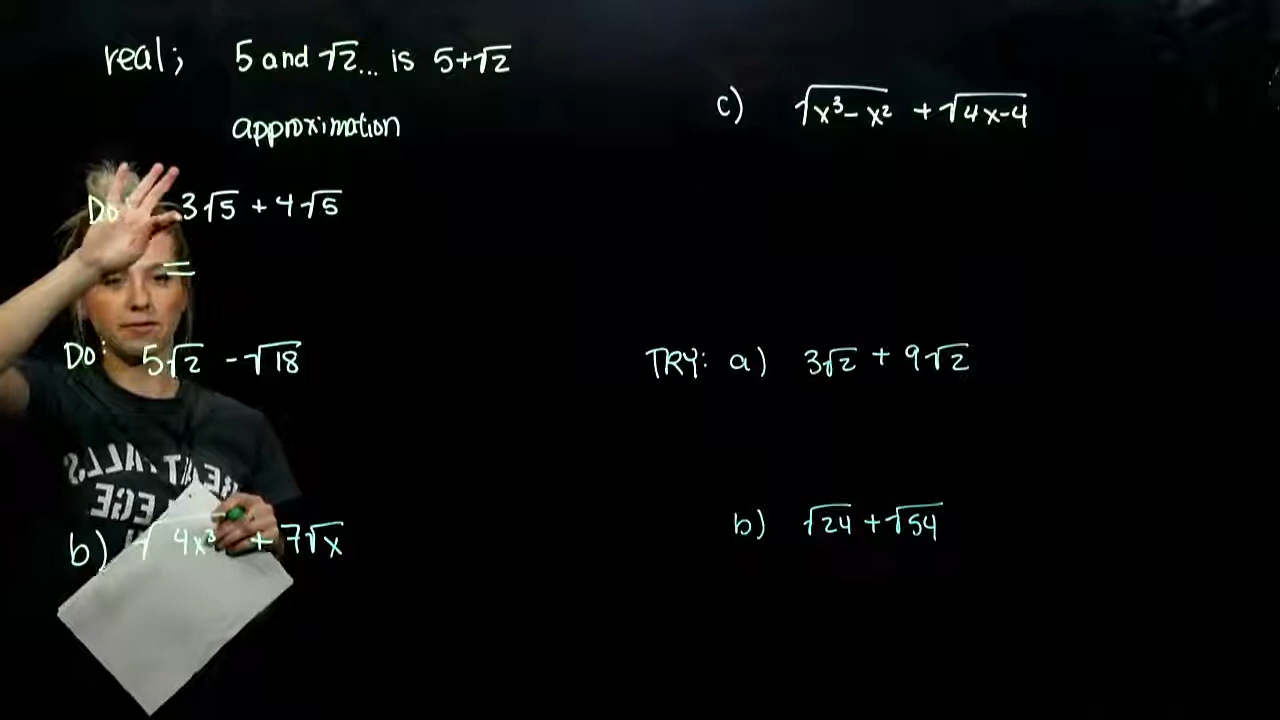 real; 5 and √2... is 5+√2
approximation
Do: 3√5 + 4√5
=
Do: 5√2 - √18
b) √4x³ + 7√x
c) √x³-x² + √4x-4
TRY: a) 3√2 + 9√2
b) √24 + √54